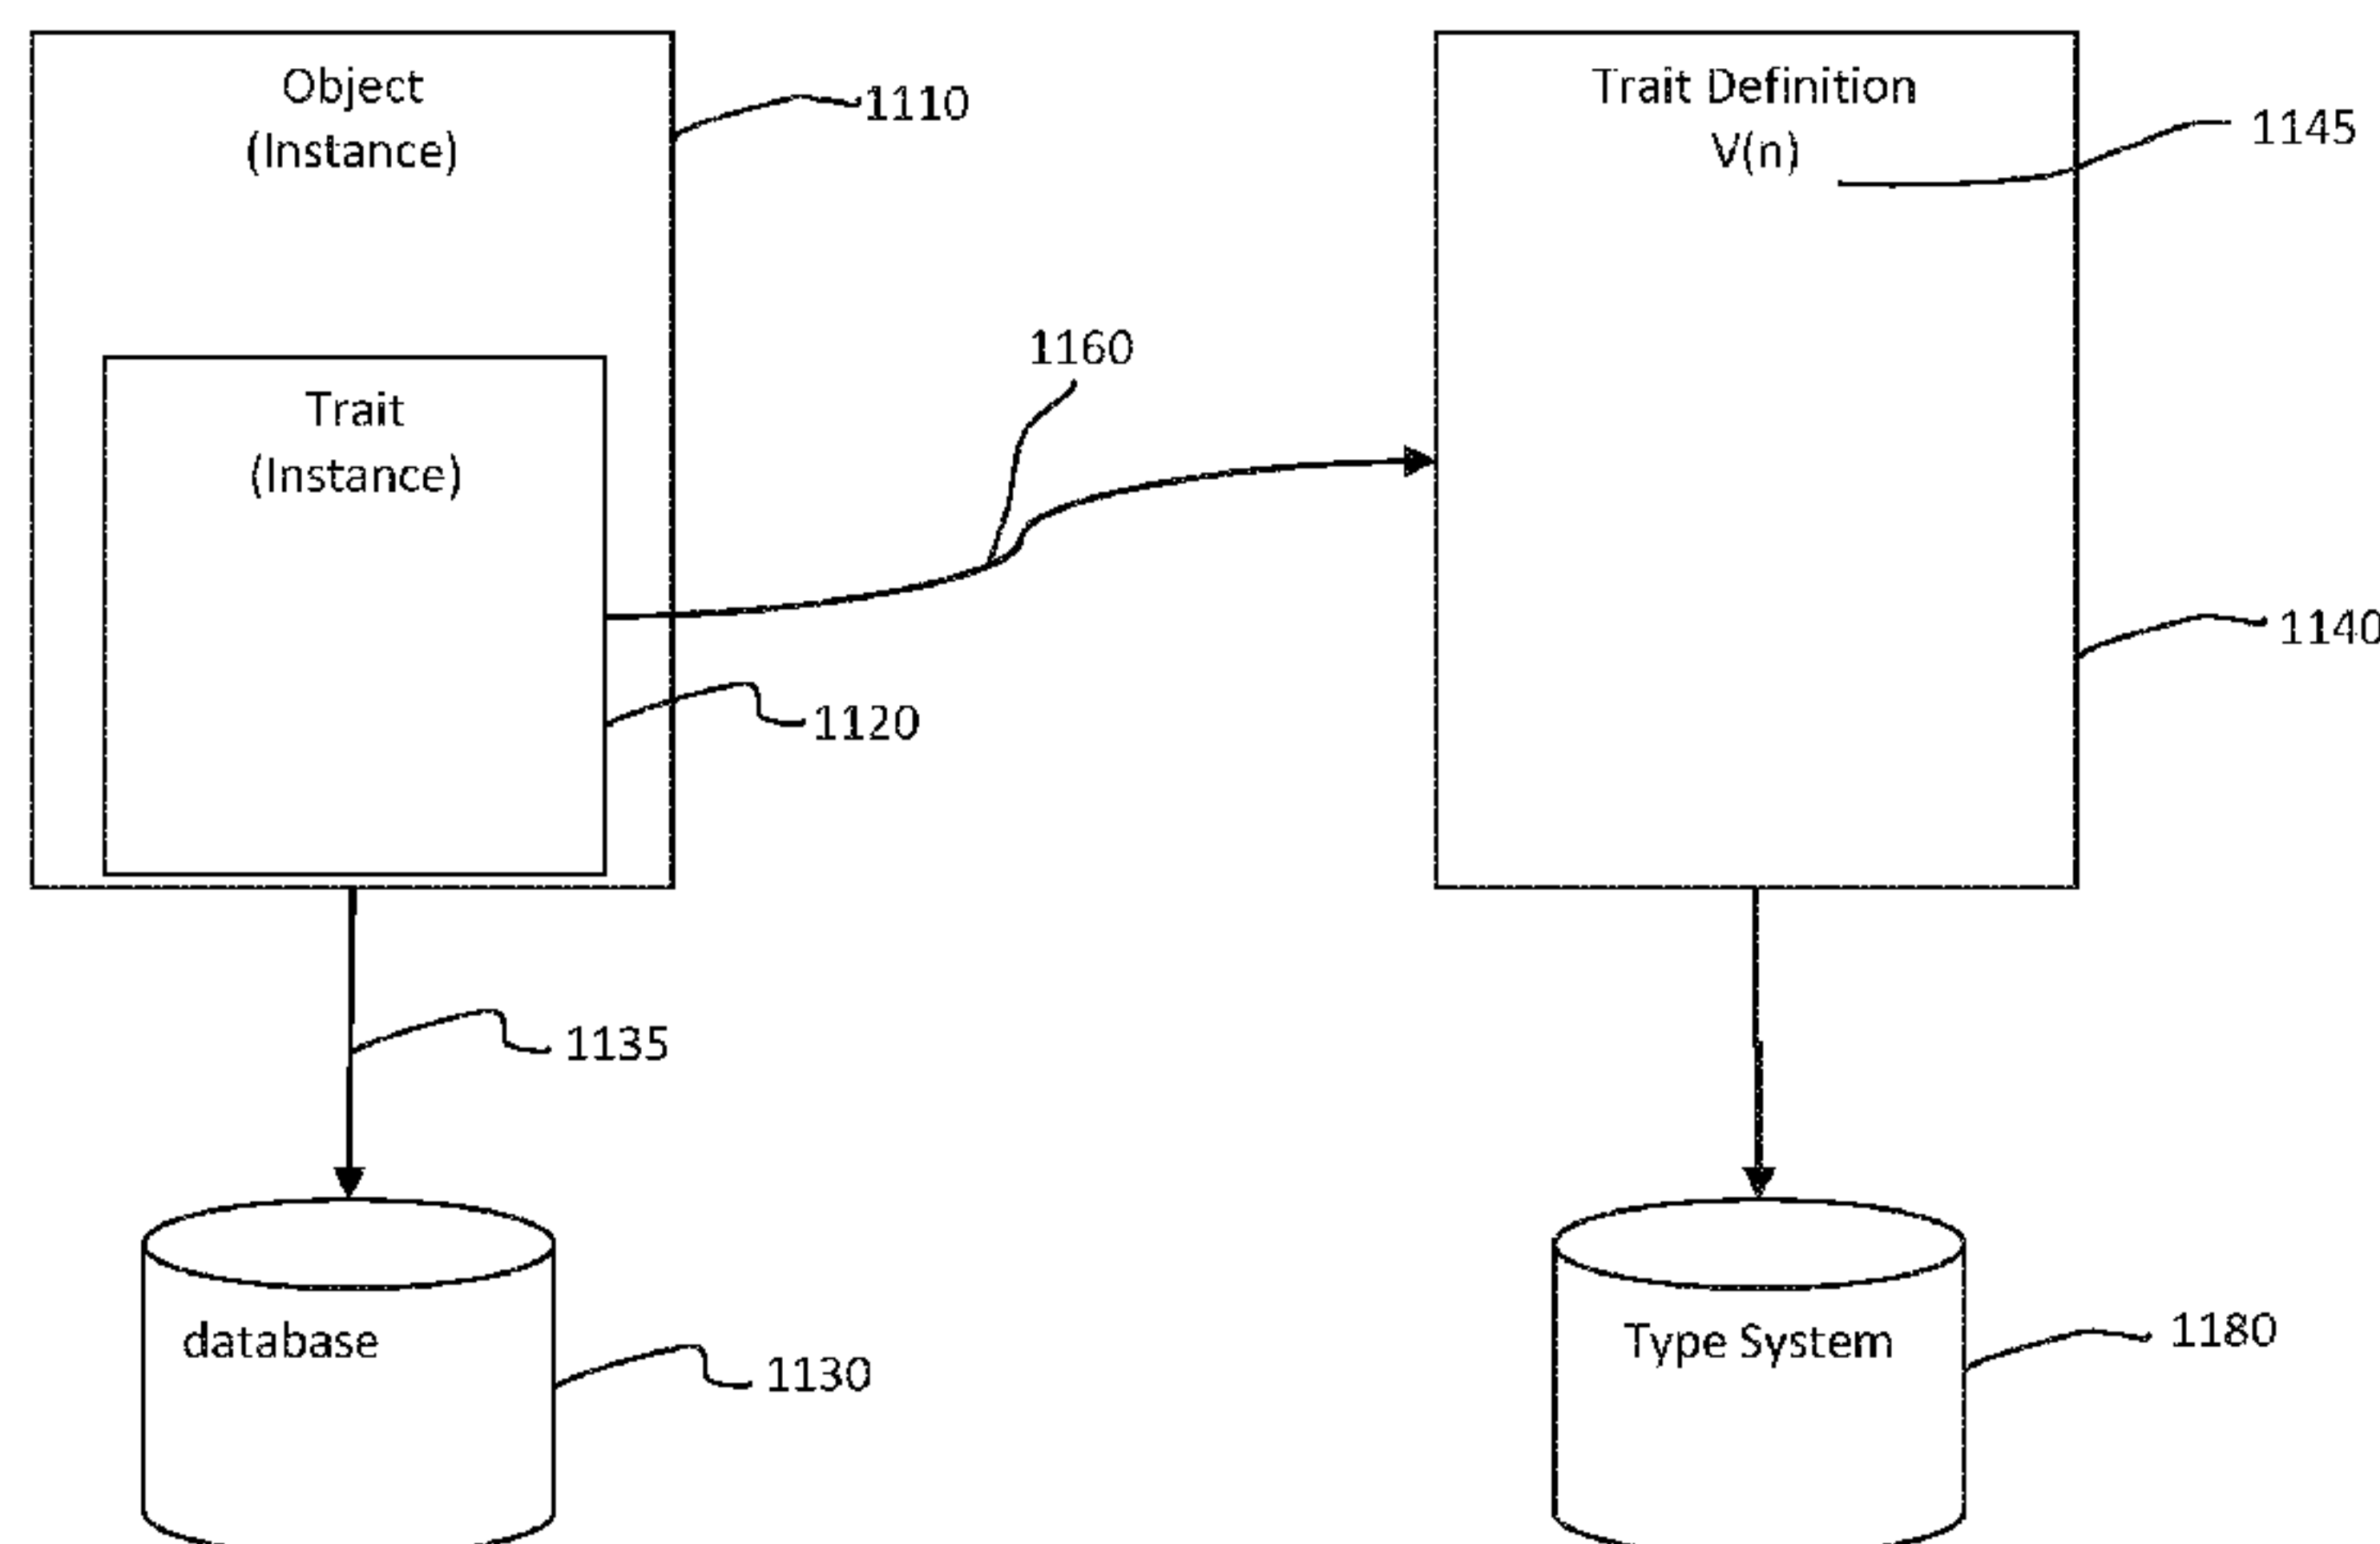 Object
(Instance)
1110
Trait Definition
V(n)
1145
1160
Trait
(Instance)
1140
1120
1135
database
1130
Type System
1180